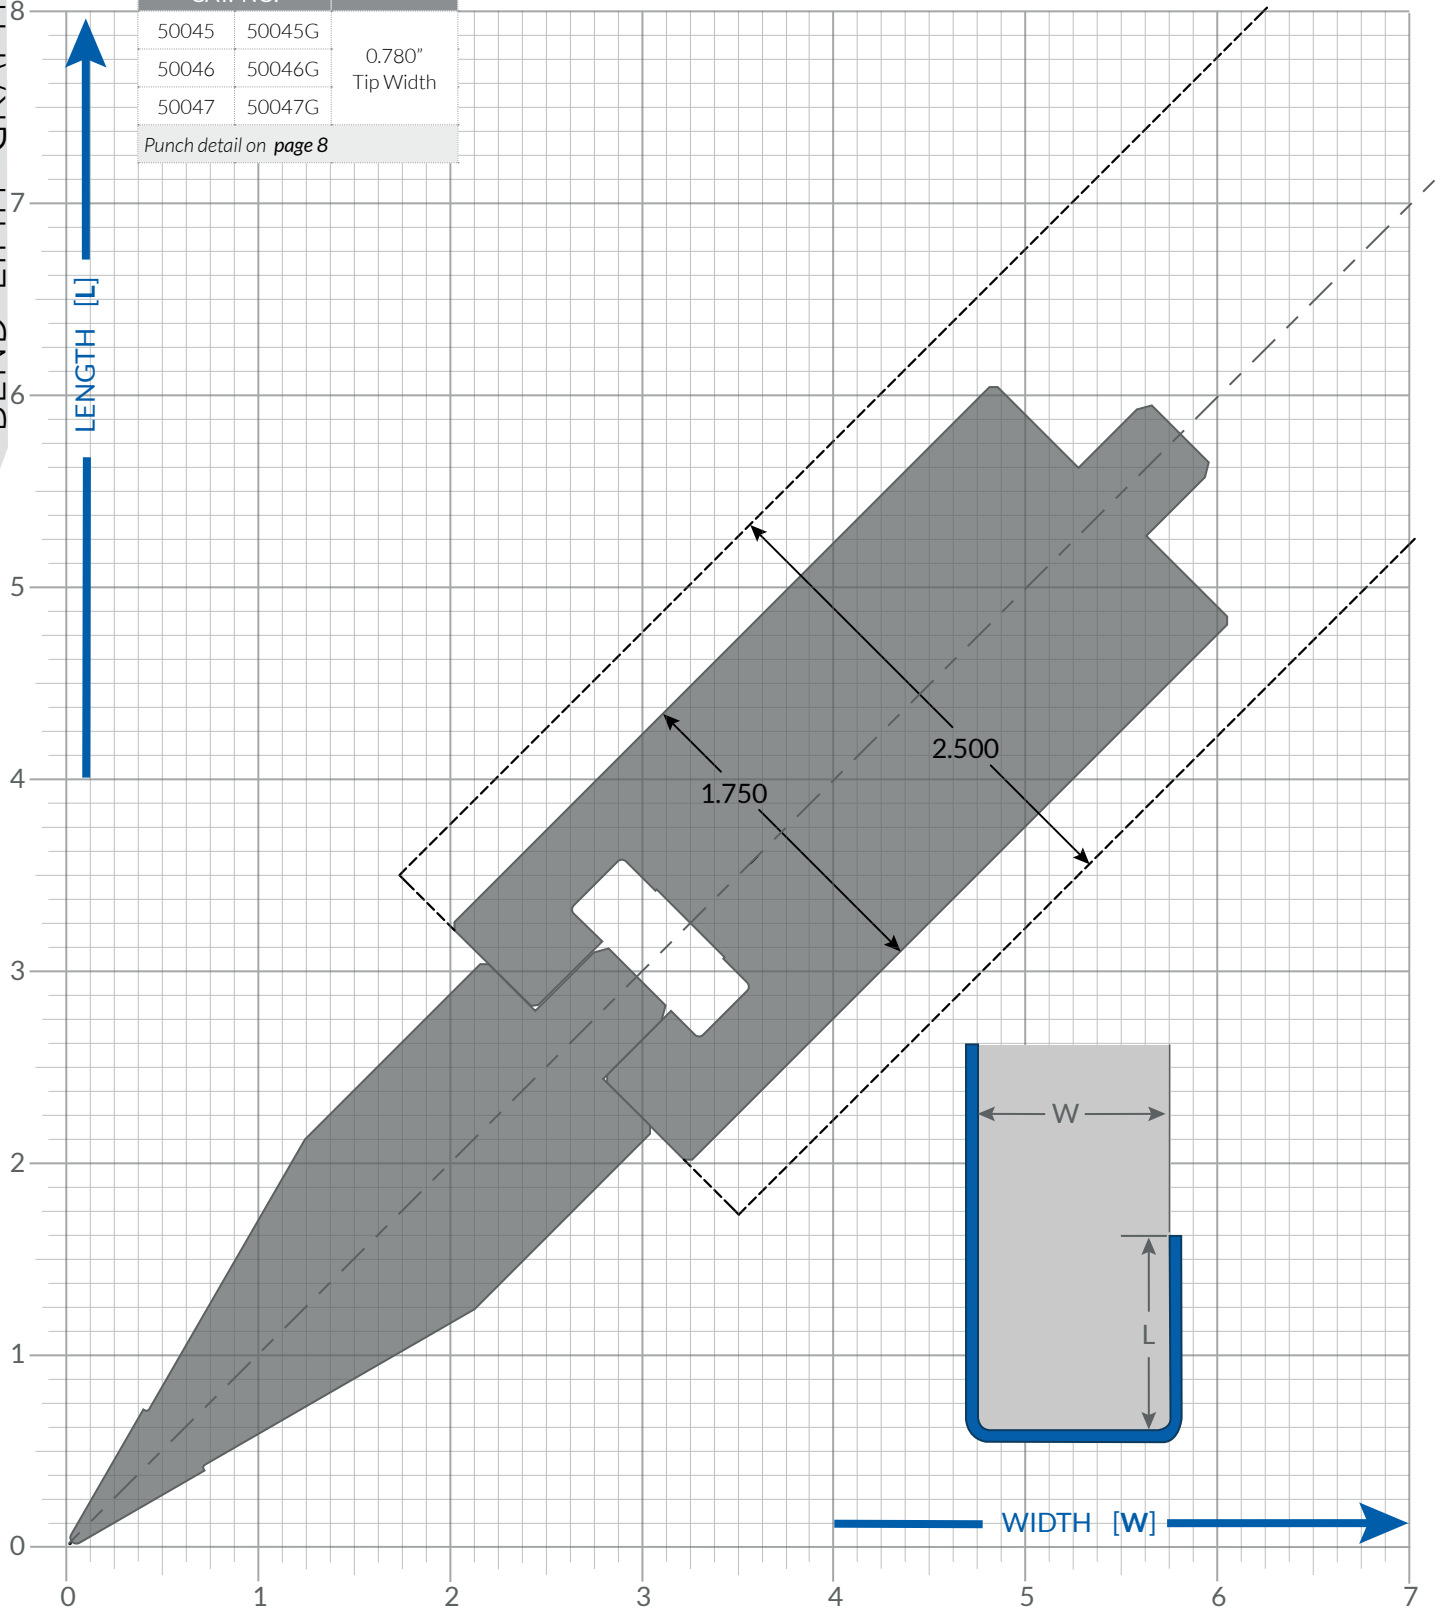 50045 50045G
50046 50046G
50047 50047G
0.780”
Tip Width
Punch detail on page 8
8
7
6
5
4
3
2
1
0
LENGTH [L]
2.500
1.750
W
L
WIDTH [W]
0 1 2 3 4 5 6 7